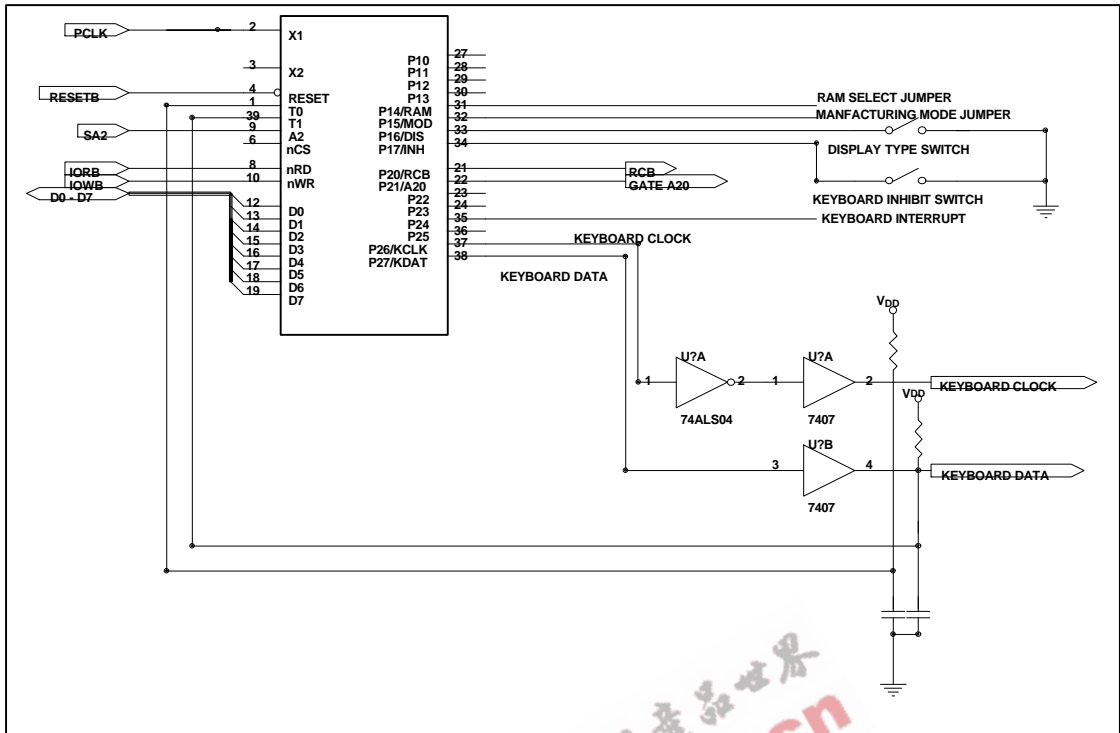 PCLK
2
X1
3
X2
4
RESETB
RESET
1
T0
39
T1
SA2
9
A2
6
nCS
IORB
8
nRD
IOWB
10
nWR
D0 - D7
12
D0
13
D1
14
D2
15
D3
16
D4
17
D5
18
D6
19
D7
P10
27
P11
28
P12
29
P13
30
P14/RAM
31
RAM SELECT JUMPER
P15/MOD
32
MANFACTURING MODE JUMPER
P16/DIS
33
DISPLAY TYPE SWITCH
P17/INH
34
KEYBOARD INHIBIT SWITCH
P20/RCB
21
RCB
P21/A20
22
GATE A20
P22
23
P23
24
P24
35
KEYBOARD INTERRUPT
P25
36
P26/KCLK
37
KEYBOARD CLOCK
P27/KDAT
38
KEYBOARD DATA
VDD
U?A
1
2
74ALS04
U?A
1
2
7407
KEYBOARD CLOCK
VDD
U?B
3
4
7407
KEYBOARD DATA
產品世界
cn